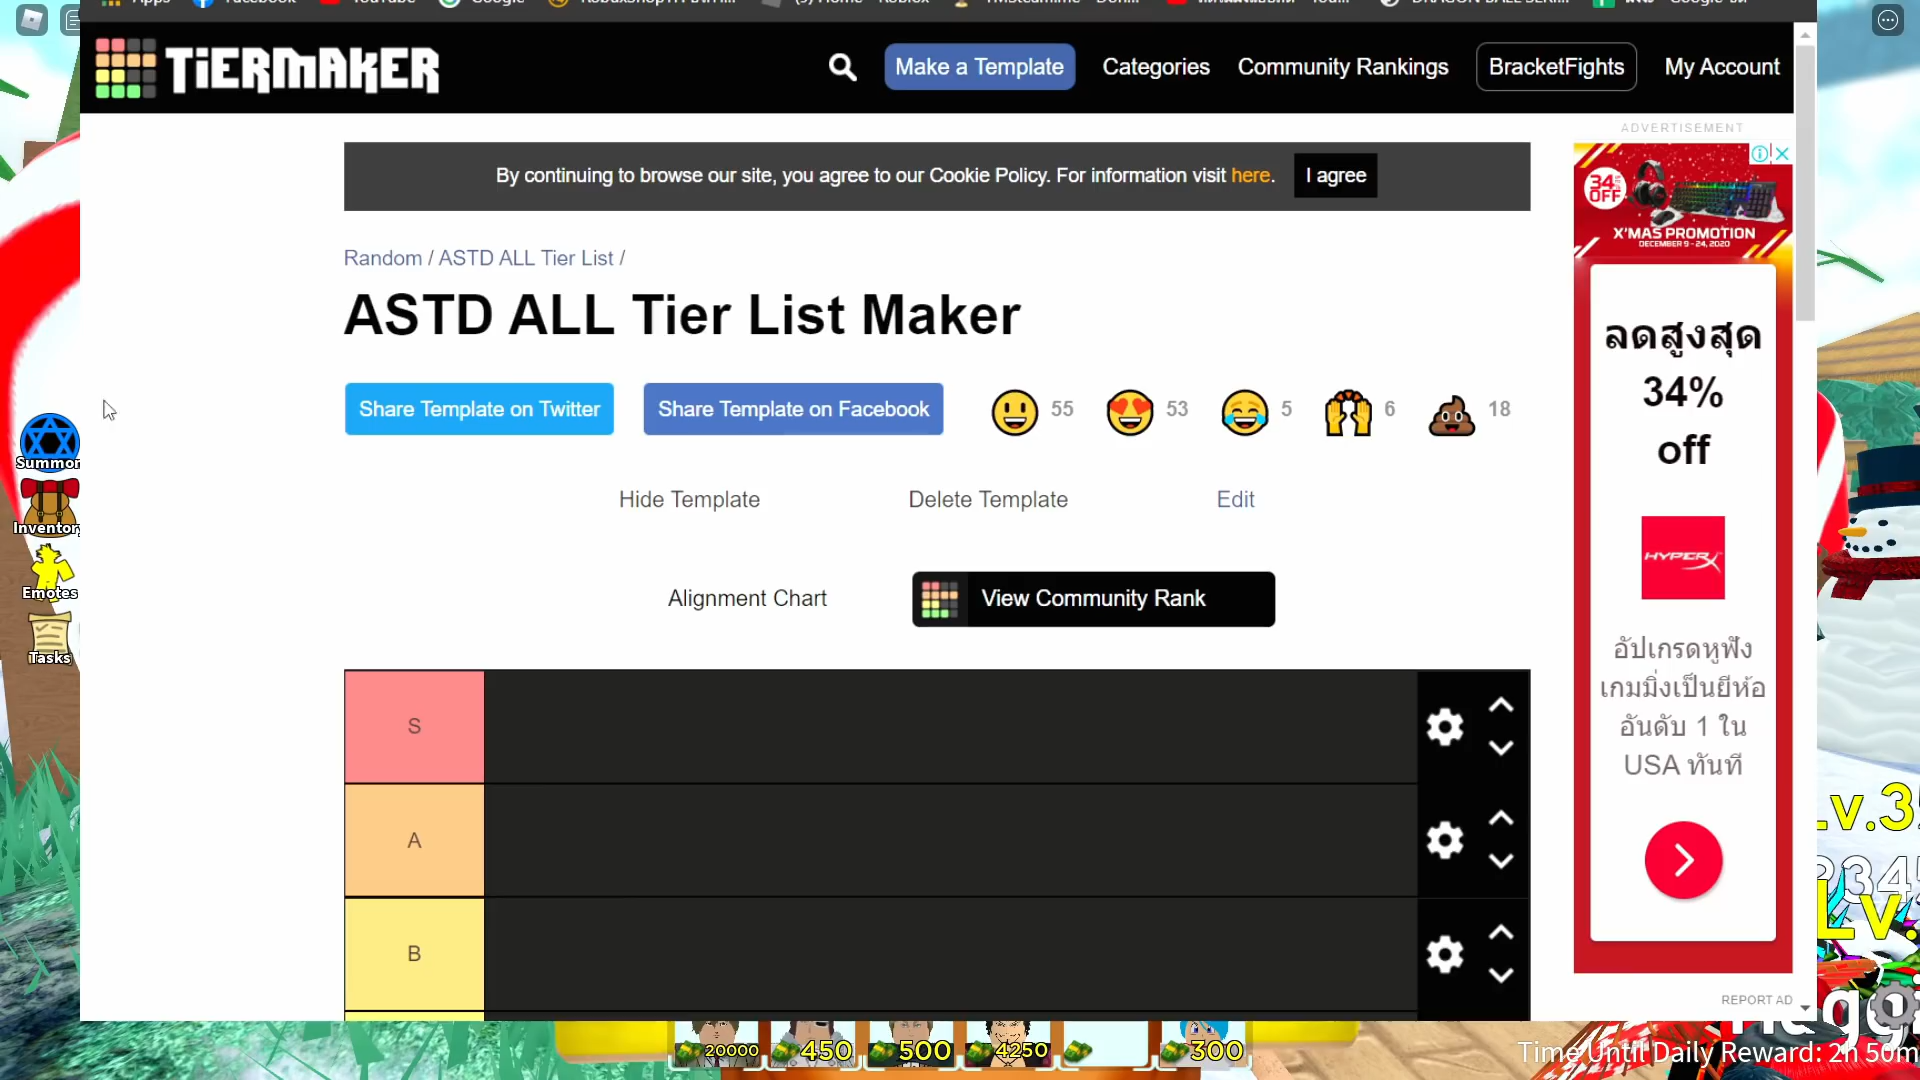 TiERMAKER
Make a Template
Categories
Community Rankings
BracketFights
My Account
ADVERTISEMENT
By continuing to browse our site, you agree to our Cookie Policy. For information visit here.
I agree
34%
OFF
X'MAS PROMOTION
DECEMBER 9 - 24, 2020
Random / ASTD ALL Tier List /
ASTD ALL Tier List Maker
Share Template on Twitter
Share Template on Facebook
55
53
5
6
18
ลดสูงสุด
34%
off
HYPERX
อัปเกรดหูฟัง
เกมมิ่งเป็นยี่ห้อ
อันดับ 1 ใน
USA ทันที
Hide Template
Delete Template
Edit
Alignment Chart
View Community Rank
S
A
B
Summon
Inventory
Emotes
Tasks
REPORT AD
20000
450
500
4250
300
Time Until Daily Reward: 2h 50m